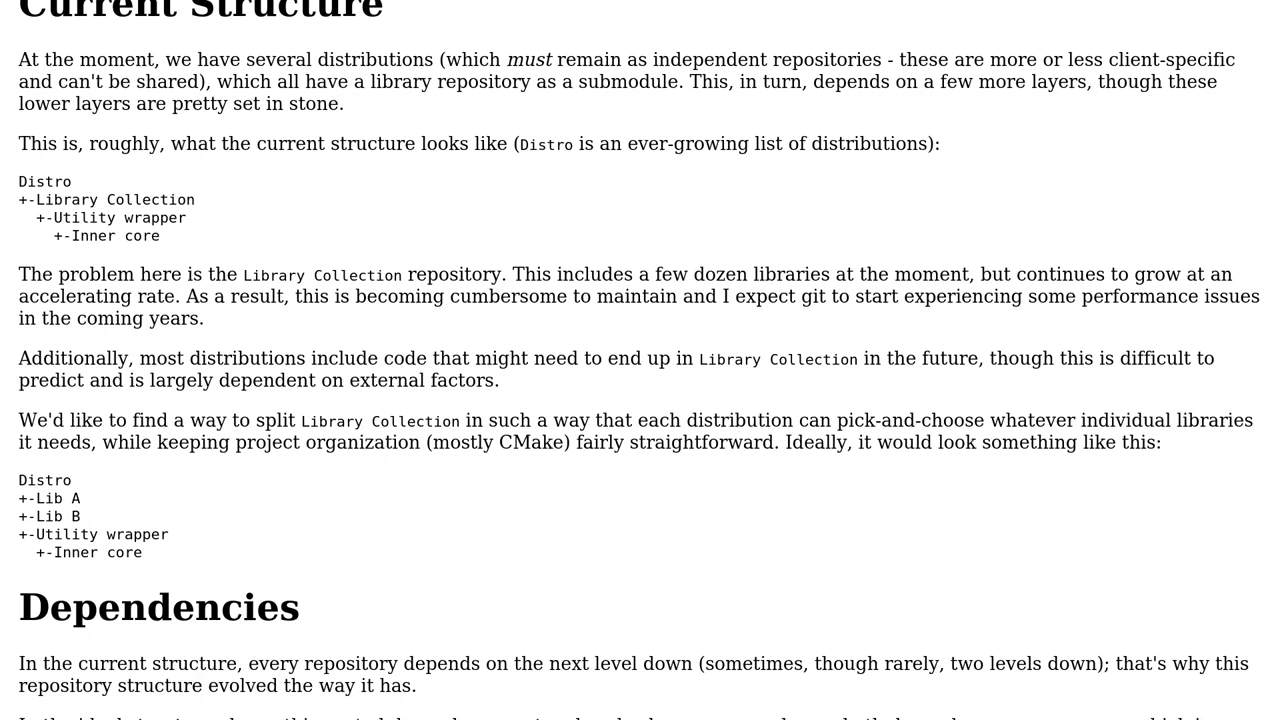 Current Structure
At the moment, we have several distributions (which must remain as independent repositories - these are more or less client-specific
and can't be shared), which all have a library repository as a submodule. This, in turn, depends on a few more layers, though these
lower layers are pretty set in stone.
This is, roughly, what the current structure looks like (Distro is an ever-growing list of distributions):
Distro
+-Library Collection
  +-Utility wrapper
    +-Inner core
The problem here is the Library Collection repository. This includes a few dozen libraries at the moment, but continues to grow at an
accelerating rate. As a result, this is becoming cumbersome to maintain and I expect git to start experiencing some performance issues
in the coming years.
Additionally, most distributions include code that might need to end up in Library Collection in the future, though this is difficult to
predict and is largely dependent on external factors.
We'd like to find a way to split Library Collection in such a way that each distribution can pick-and-choose whatever individual libraries
it needs, while keeping project organization (mostly CMake) fairly straightforward. Ideally, it would look something like this:
Distro
+-Lib A
+-Lib B
+-Utility wrapper
  +-Inner core
Dependencies
In the current structure, every repository depends on the next level down (sometimes, though rarely, two levels down); that's why this
repository structure evolved the way it has.